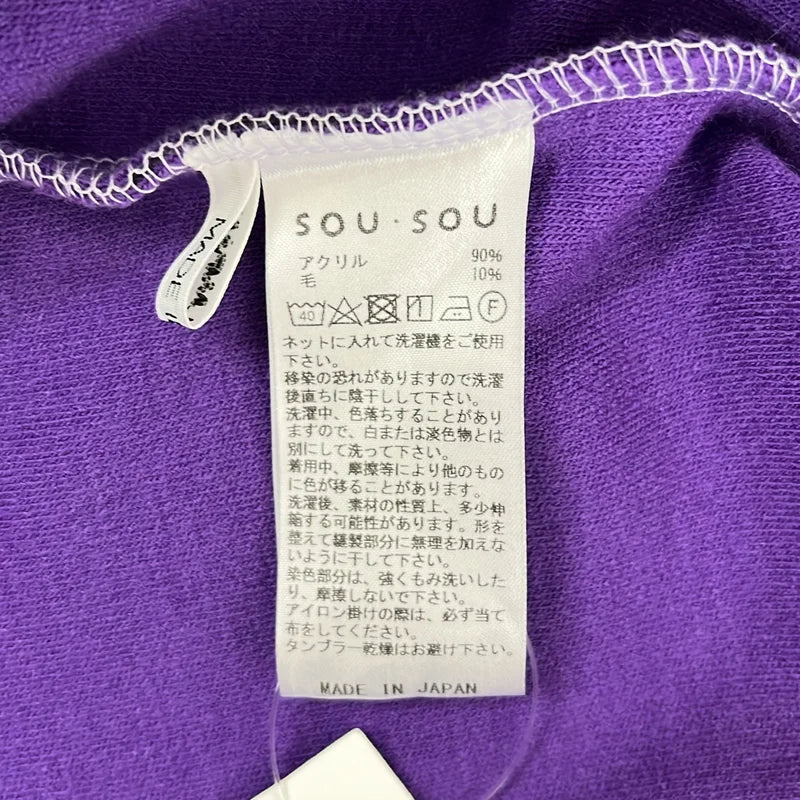 SOU・SOU
アクリル 90%
毛 10%
40 F
ネットに入れて洗濯機をご使用
下さい。
移染の恐れがありますので洗濯
後直ちに陰干しして下さい。
洗濯中、色落ちすることがあり
ますので、白または淡色物とは
別にして洗って下さい。
着用中、摩擦等により他のもの
に色が移ることがあります。
洗濯後、素材の性質上、多少伸
縮する可能性があります。形を
整えて縫製部分に無理を加えな
いように干して下さい。
染色部分は、強くもみ洗いした
り、摩擦しないで下さい。
アイロン掛けの際は、必ず当て
布をしてください。
タンブラー乾燥はお避け下さい。
MADE IN JAPAN
MADE